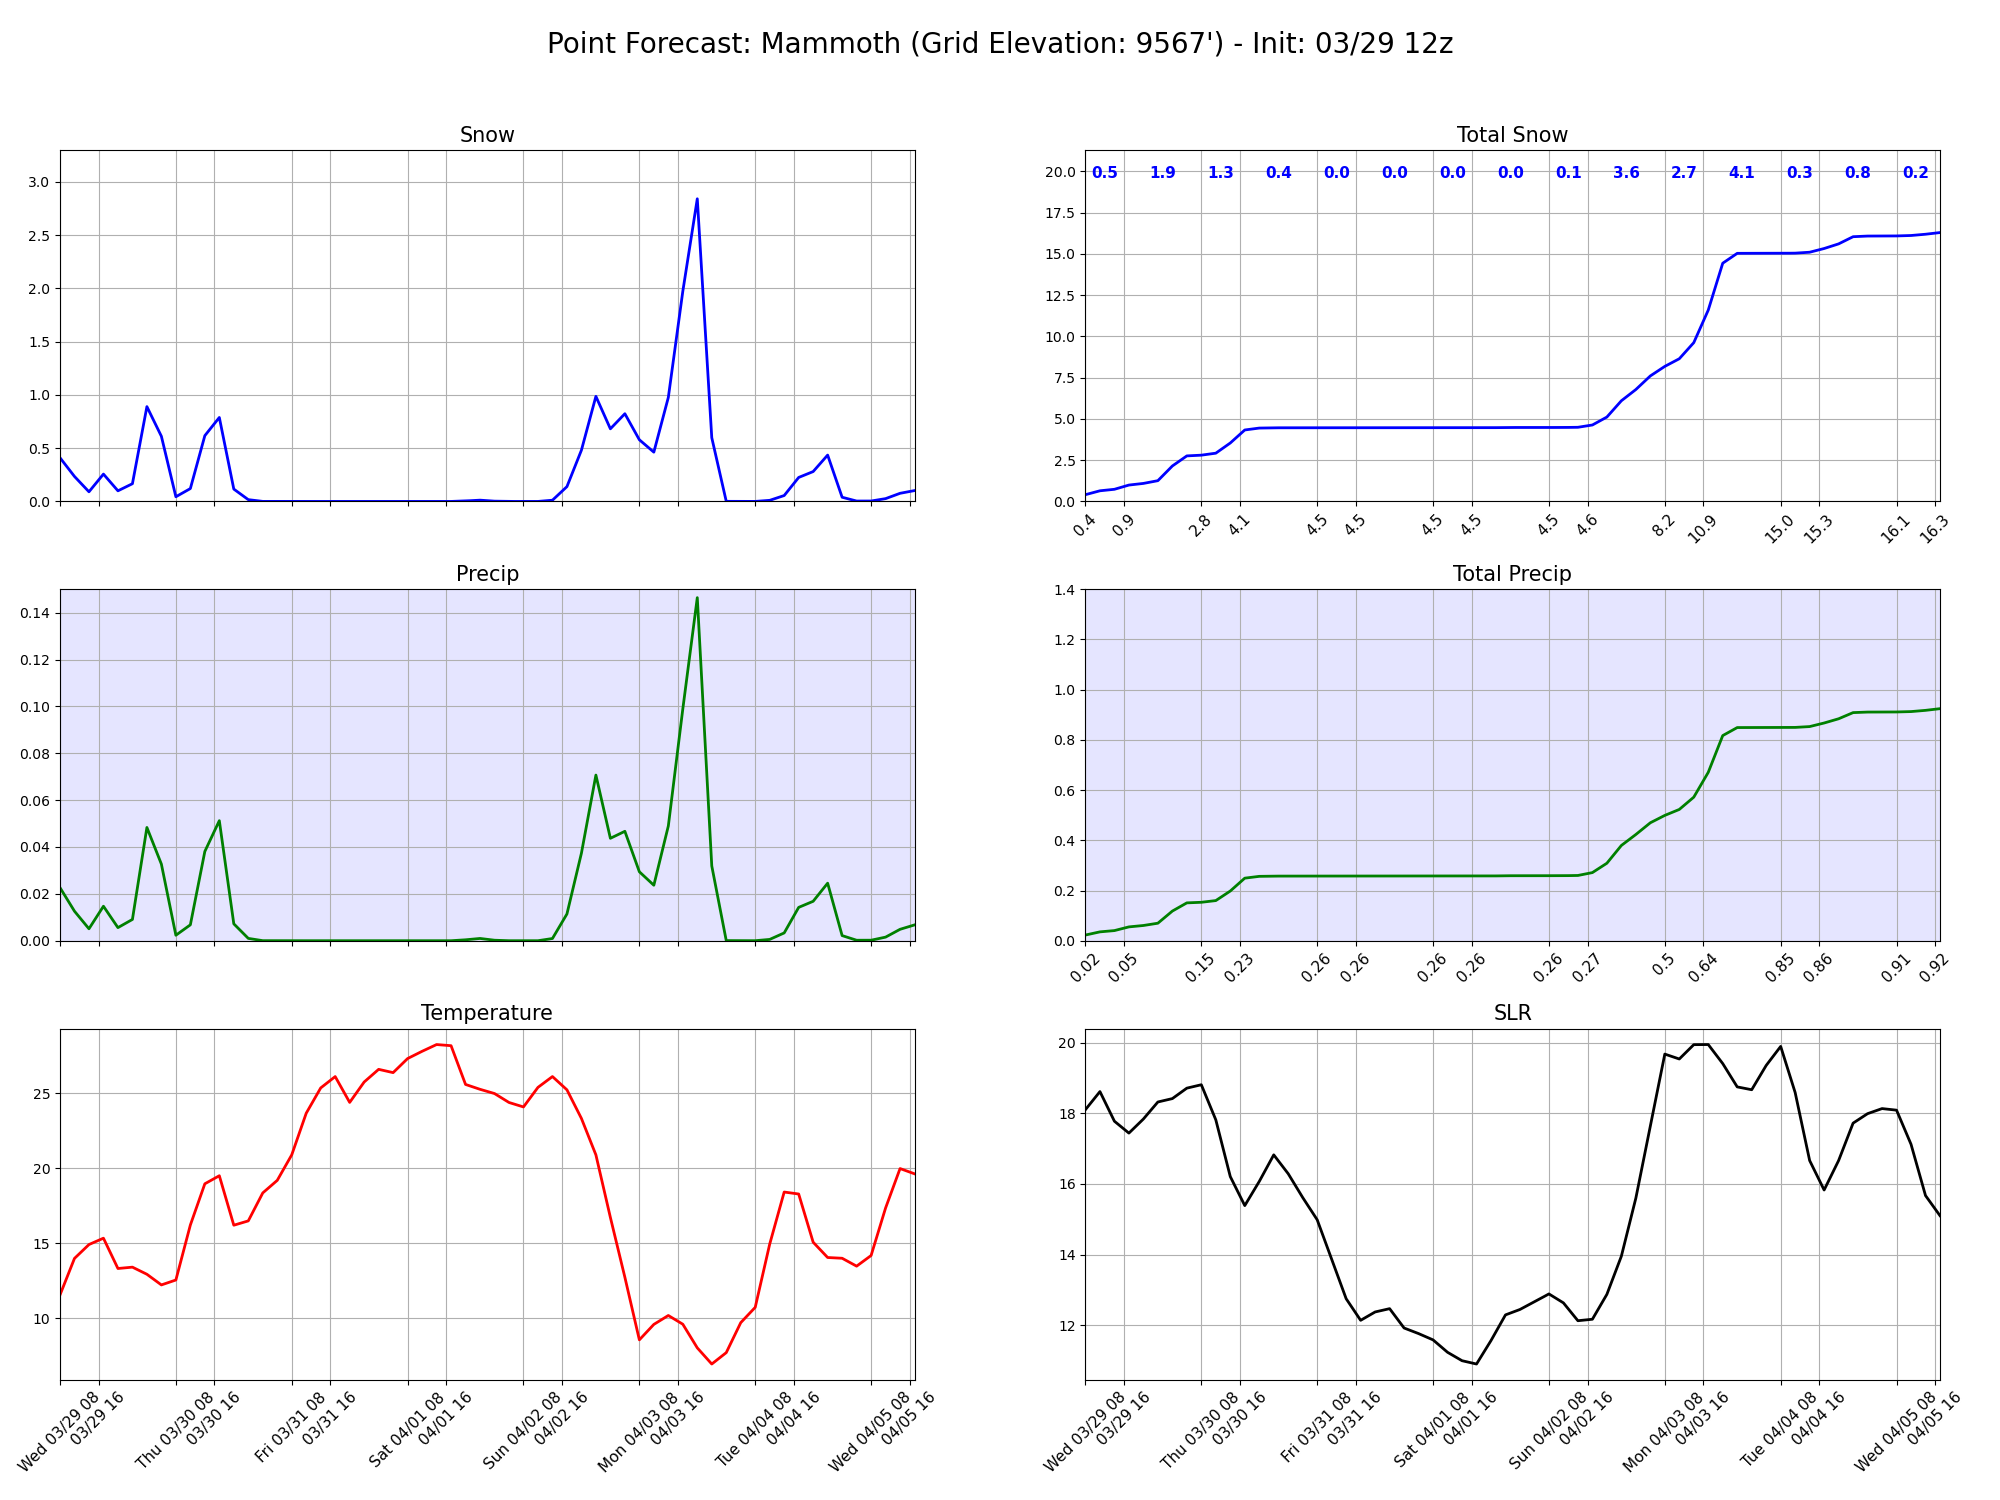 Point Forecast: Mammoth (Grid Elevation: 9567') - Init: 03/29 12z
Snow
3.0
2.5
2.0
1.5
1.0
0.5
0.0
Total Snow
20.0
17.5
15.0
12.5
10.0
7.5
5.0
2.5
0.0
0.5 1.9 1.3 0.4 0.0 0.0 0.0 0.0 0.1 3.6 2.7 4.1 0.3 0.8 0.2
0.4 0.9 2.8 4.1 4.5 4.5 4.5 4.5 4.5 4.6 8.2 10.9 15.0 15.3 16.1 16.3
Precip
0.14
0.12
0.10
0.08
0.06
0.04
0.02
0.00
Total Precip
1.4
1.2
1.0
0.8
0.6
0.4
0.2
0.0
0.02 0.05 0.15 0.23 0.26 0.26 0.26 0.26 0.26 0.27 0.5 0.64 0.85 0.86 0.91 0.92
Temperature
25
20
15
10
Wed 03/29 08
03/29 16
Thu 03/30 08
03/30 16
Fri 03/31 08
03/31 16
Sat 04/01 08
04/01 16
Sun 04/02 08
04/02 16
Mon 04/03 08
04/03 16
Tue 04/04 08
04/04 16
Wed 04/05 08
04/05 16
SLR
20
18
16
14
12
Wed 03/29 08
03/29 16
Thu 03/30 08
03/30 16
Fri 03/31 08
03/31 16
Sat 04/01 08
04/01 16
Sun 04/02 08
04/02 16
Mon 04/03 08
04/03 16
Tue 04/04 08
04/04 16
Wed 04/05 08
04/05 16